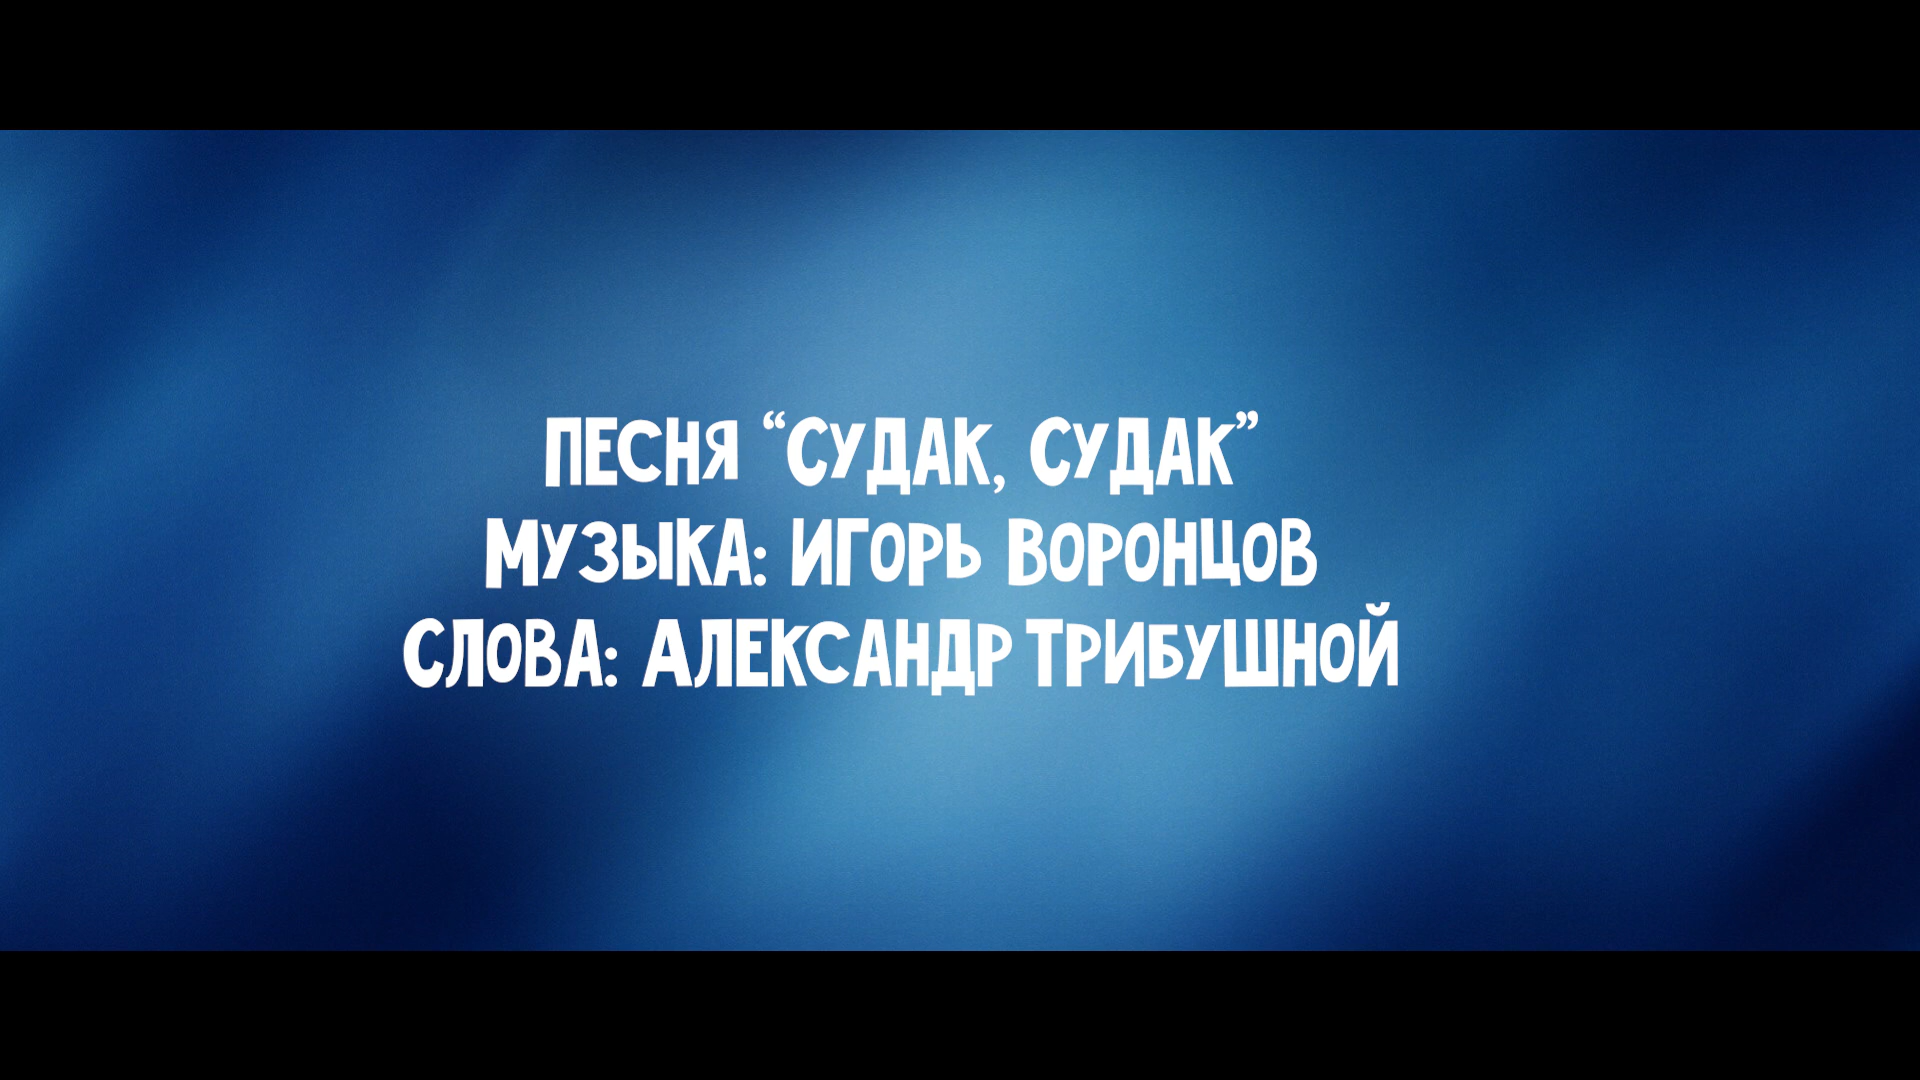 ПЕСНЯ “СУДАК, СУДАК”
МУЗЫКА: ИГОРЬ ВОРОНЦОВ
СЛОВА: АЛЕКСАНДР ТРИБУШНОЙ